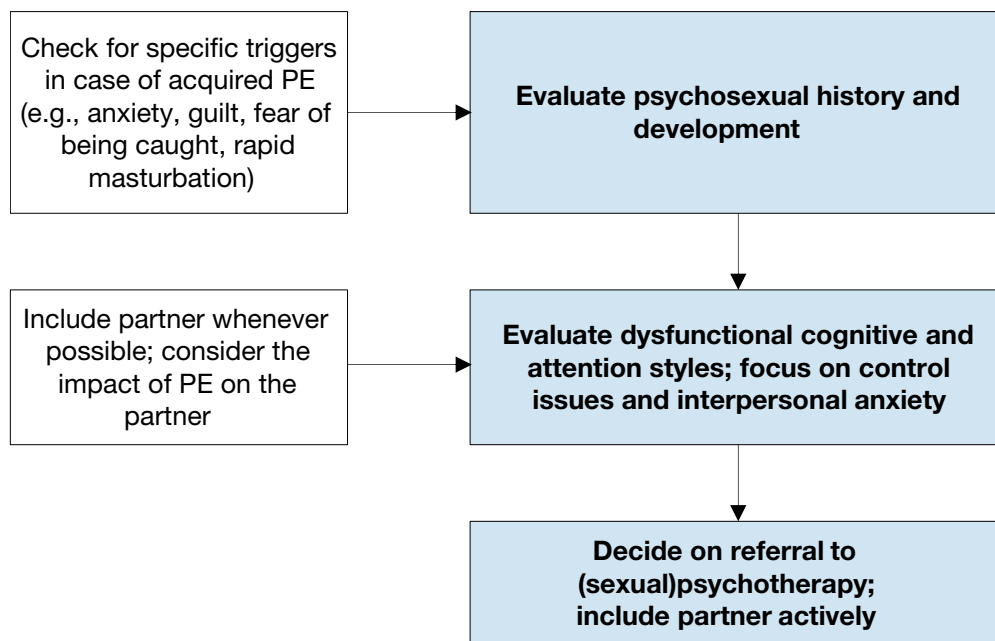 Check for specific triggers
in case of acquired PE
(e.g., anxiety, guilt, fear of
being caught, rapid
masturbation)
Evaluate psychosexual history and
development
Include partner whenever
possible; consider the
impact of PE on the
partner
Evaluate dysfunctional cognitive and
attention styles; focus on control
issues and interpersonal anxiety
Decide on referral to
(sexual)psychotherapy;
include partner actively